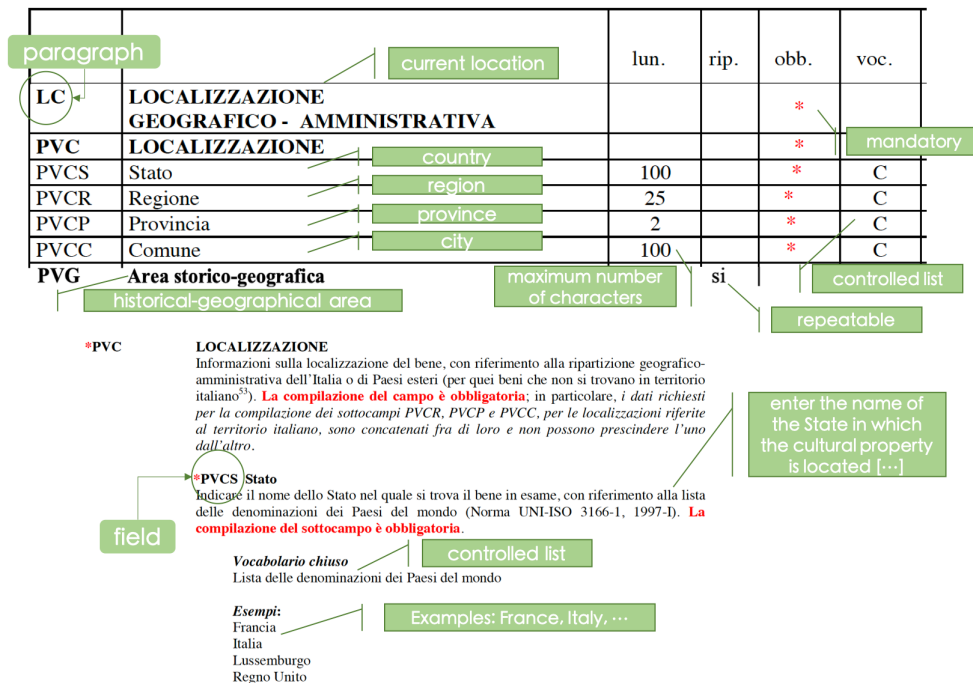 lun. rip. obb. voc.
paragraph
current location
LC LOCALIZZAZIONE
GEOGRAFICO - AMMINISTRATIVA *
mandatory
PVC LOCALIZZAZIONE *
country
PVCS Stato 100 * C
region
PVCR Regione 25 * C
province
PVCP Provincia 2 * C
city
PVCC Comune 100 * C
PVG Area storico-geografica si
historical-geographical area
maximum number
of characters
controlled list
repeatable
*PVC LOCALIZZAZIONE
Informazioni sulla localizzazione del bene, con riferimento alla ripartizione geografico-
amministrativa dell'Italia o di Paesi esteri (per quei beni che non si trovano in territorio
italiano53). La compilazione del campo è obbligatoria; in particolare, i dati richiesti
per la compilazione dei sottocampi PVCR, PVCP e PVCC, per le localizzazioni riferite
al territorio italiano, sono concatenati fra di loro e non possono prescindere l'uno
dall'altro.
enter the name of
the State in which
the cultural property
is located [...]
*PVCS Stato
Indicare il nome dello Stato nel quale si trova il bene in esame, con riferimento alla lista
delle denominazioni dei Paesi del mondo (Norma UNI-ISO 3166-1, 1997-I). La
compilazione del sottocampo è obbligatoria.
field
Vocabolario chiuso
controlled list
Lista delle denominazioni dei Paesi del mondo
Esempi:
Examples: France, Italy, ...
Francia
Italia
Lussemburgo
Regno Unito